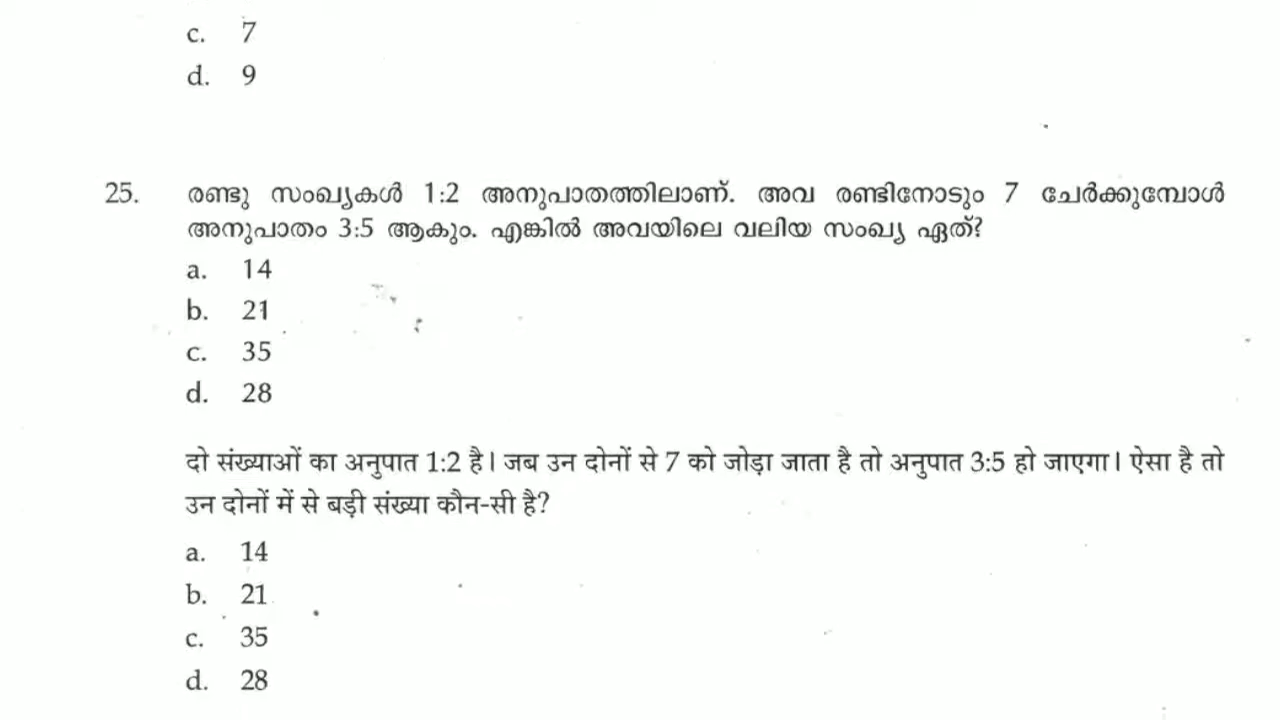 c. 7
d. 9
25. രണ്ടു സംഖ്യകൾ 1:2 അനുപാതത്തിലാണ്. അവ രണ്ടിനോടും 7 ചേർക്കുമ്പോൾ
അനുപാതം 3:5 ആകും. എങ്കിൽ അവയിലെ വലിയ സംഖ്യ ഏത്?
a. 14
b. 21
c. 35
d. 28
दो संख्याओं का अनुपात 1:2 है। जब उन दोनों से 7 को जोड़ा जाता है तो अनुपात 3:5 हो जाएगा। ऐसा है तो
उन दोनों में से बड़ी संख्या कौन-सी है?
a. 14
b. 21
c. 35
d. 28